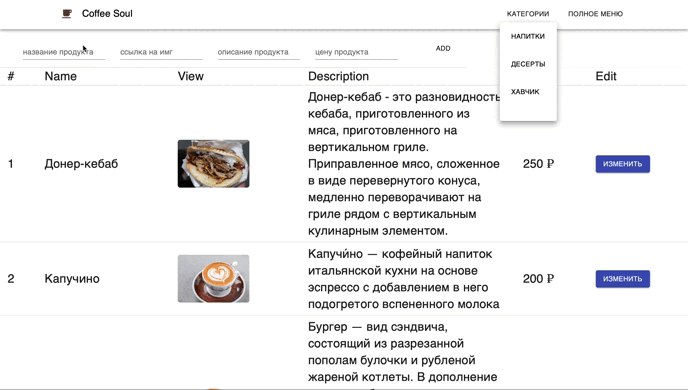 Coffee Soul
КАТЕГОРИИ
ПОЛНОЕ МЕНЮ
НАПИТКИ
ДЕСЕРТЫ
ХАВЧИК
название продукта
ссылка на имг
описание продукта
цену продукта
ADD
#
Name
View
Description
Edit
1
Донер-кебаб
Донер-кебаб - это разновидность
кебаба, приготовленного из
мяса, приготовленного на
вертикальном гриле.
Приправленное мясо, сложенное
в виде перевернутого конуса,
медленно переворачивают на
гриле рядом с вертикальным
кулинарным элементом.
250 ₽
ИЗМЕНИТЬ
2
Капучино
Капучи́но — кофейный напиток
итальянской кухни на основе
эспрессо с добавлением в него
подогретого вспененного молока
200 ₽
ИЗМЕНИТЬ
Бургер — вид сэндвича,
состоящий из разрезанной
пополам булочки и рубленой
жареной котлеты. В дополнение